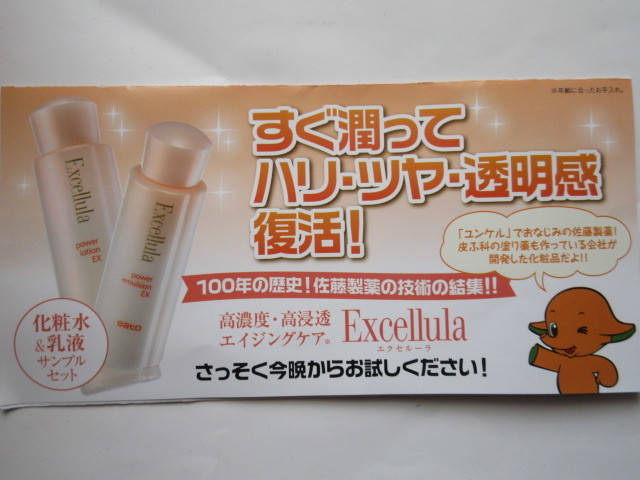 ※年齢に合ったお手入れ。
すぐ潤って
ハリ・ツヤ・透明感
復活！
Excellula
power
lotion
EX
Excellula
power
emulsion
EX
sato
「ユンケル」でおなじみの佐藤製薬！
皮ふ科の塗り薬も作っている会社が
開発した化粧品だよ!!
100年の歴史！佐藤製薬の技術の結集!!
化粧水
&乳液
サンプル
セット
高濃度・高浸透
エイジングケア※
Excellula
エクセルーラ
さっそく今晩からお試しください！